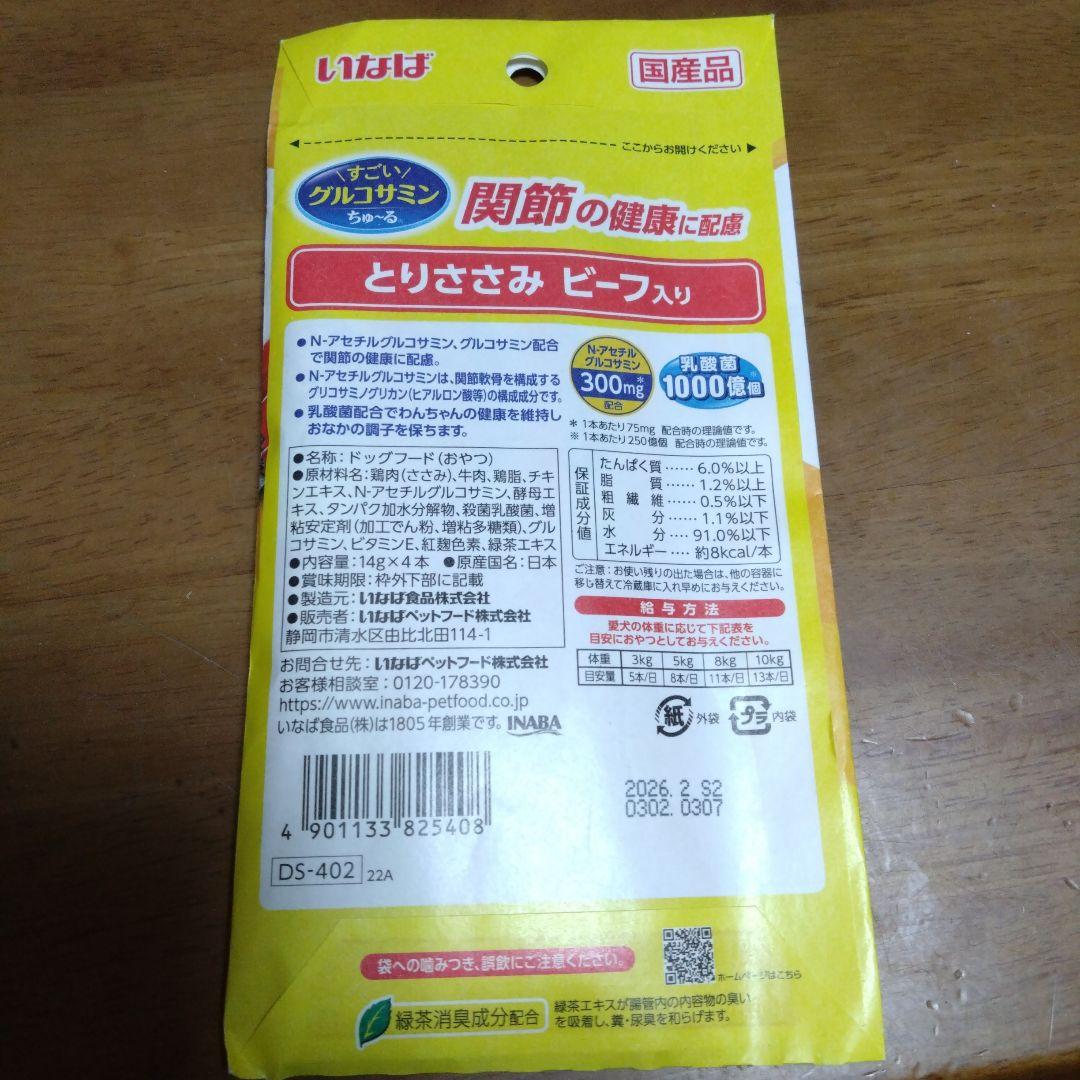 いなば
国産品
ここからお開けください
すごい
グルコサミン
ちゅ~る
関節の健康に配慮
とりささみ ビーフ入り
●N-アセチルグルコサミン、グルコサミン配合
で関節の健康に配慮。
●N-アセチルグルコサミンは、関節軟骨を構成する
グリコサミノグリカン(ヒアルロン酸等)の構成成分です。
●乳酸菌配合でわんちゃんの健康を維持し
おなかの調子を保ちます。
N-アセチル
グルコサミン
300mg*
配合
乳酸菌
1000億個※
* 1本あたり75mg 配合時の理論値です。
※ 1本あたり250億個 配合時の理論値です。
●名称:ドッグフード(おやつ)
●原材料名:鶏肉(ささみ)、牛肉、鶏脂、チキ
ンエキス、N-アセチルグルコサミン、酵母エ
キス、タンパク加水分解物、殺菌乳酸菌、増
粘安定剤(加工でん粉、増粘多糖類)、グル
コサミン、ビタミンE、紅麹色素、緑茶エキス
●内容量:14g×4本 ●原産国名:日本
●賞味期限:枠外下部に記載
●製造元:いなば食品株式会社
●販売者:いなばペットフード株式会社
静岡市清水区由比北田114-1
保証成分値
たんぱく質……6.0%以上
脂質……1.2%以上
粗繊維……0.5%以下
灰分……1.1%以下
水分……91.0%以下
エネルギー……約8kcal/本
ご注意:お使い残りの出た場合は、他の容器に
移し替えて冷蔵庫に入れ早めにお与えください。
給与方法
愛犬の体重に応じて下記表を
目安におやつとしてお与えください。
体重 3kg 5kg 8kg 10kg
目安量 5本/日 8本/日 11本/日 13本/日
お問合せ先:いなばペットフード株式会社
お客様相談室:0120-178390
https://www.inaba-petfood.co.jp
いなば食品(株)は1805年創業です。INABA
紙 外袋 プラ 内袋
4 901133 825408
2026. 2 S2
0302. 0307
DS-402 22A
袋への噛みつき、誤飲にご注意ください。
ホームページはこちら
緑茶消臭成分配合
緑茶エキスが腸管内の内容物の臭い
を吸着し、糞・尿臭を和らげます。